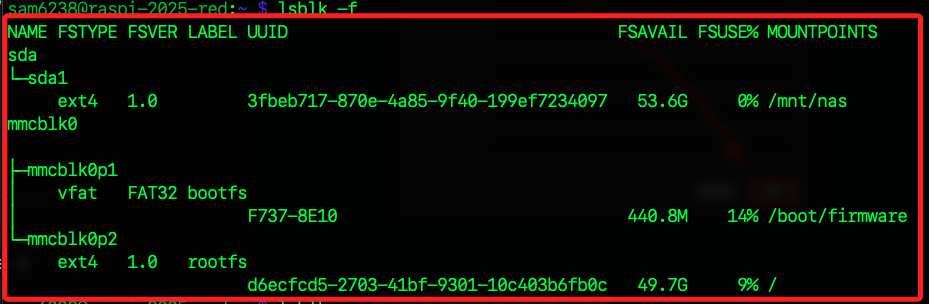 sam6238@raspi-2025-red:~ $ lsblk -f
NAME FSTYPE FSVER LABEL UUID FSAVAIL FSUSE% MOUNTPOINTS
sda
└─sda1
ext4 1.0 3fbeb717-870e-4a85-9f40-199ef7234097 53.6G 0% /mnt/nas
mmcblk0
├─mmcblk0p1
│ vfat FAT32 bootfs
│ F737-8E10 440.8M 14% /boot/firmware
└─mmcblk0p2
ext4 1.0 rootfs
d6ecfcd5-2703-41bf-9301-10c403b6fb0c 49.7G 9% /